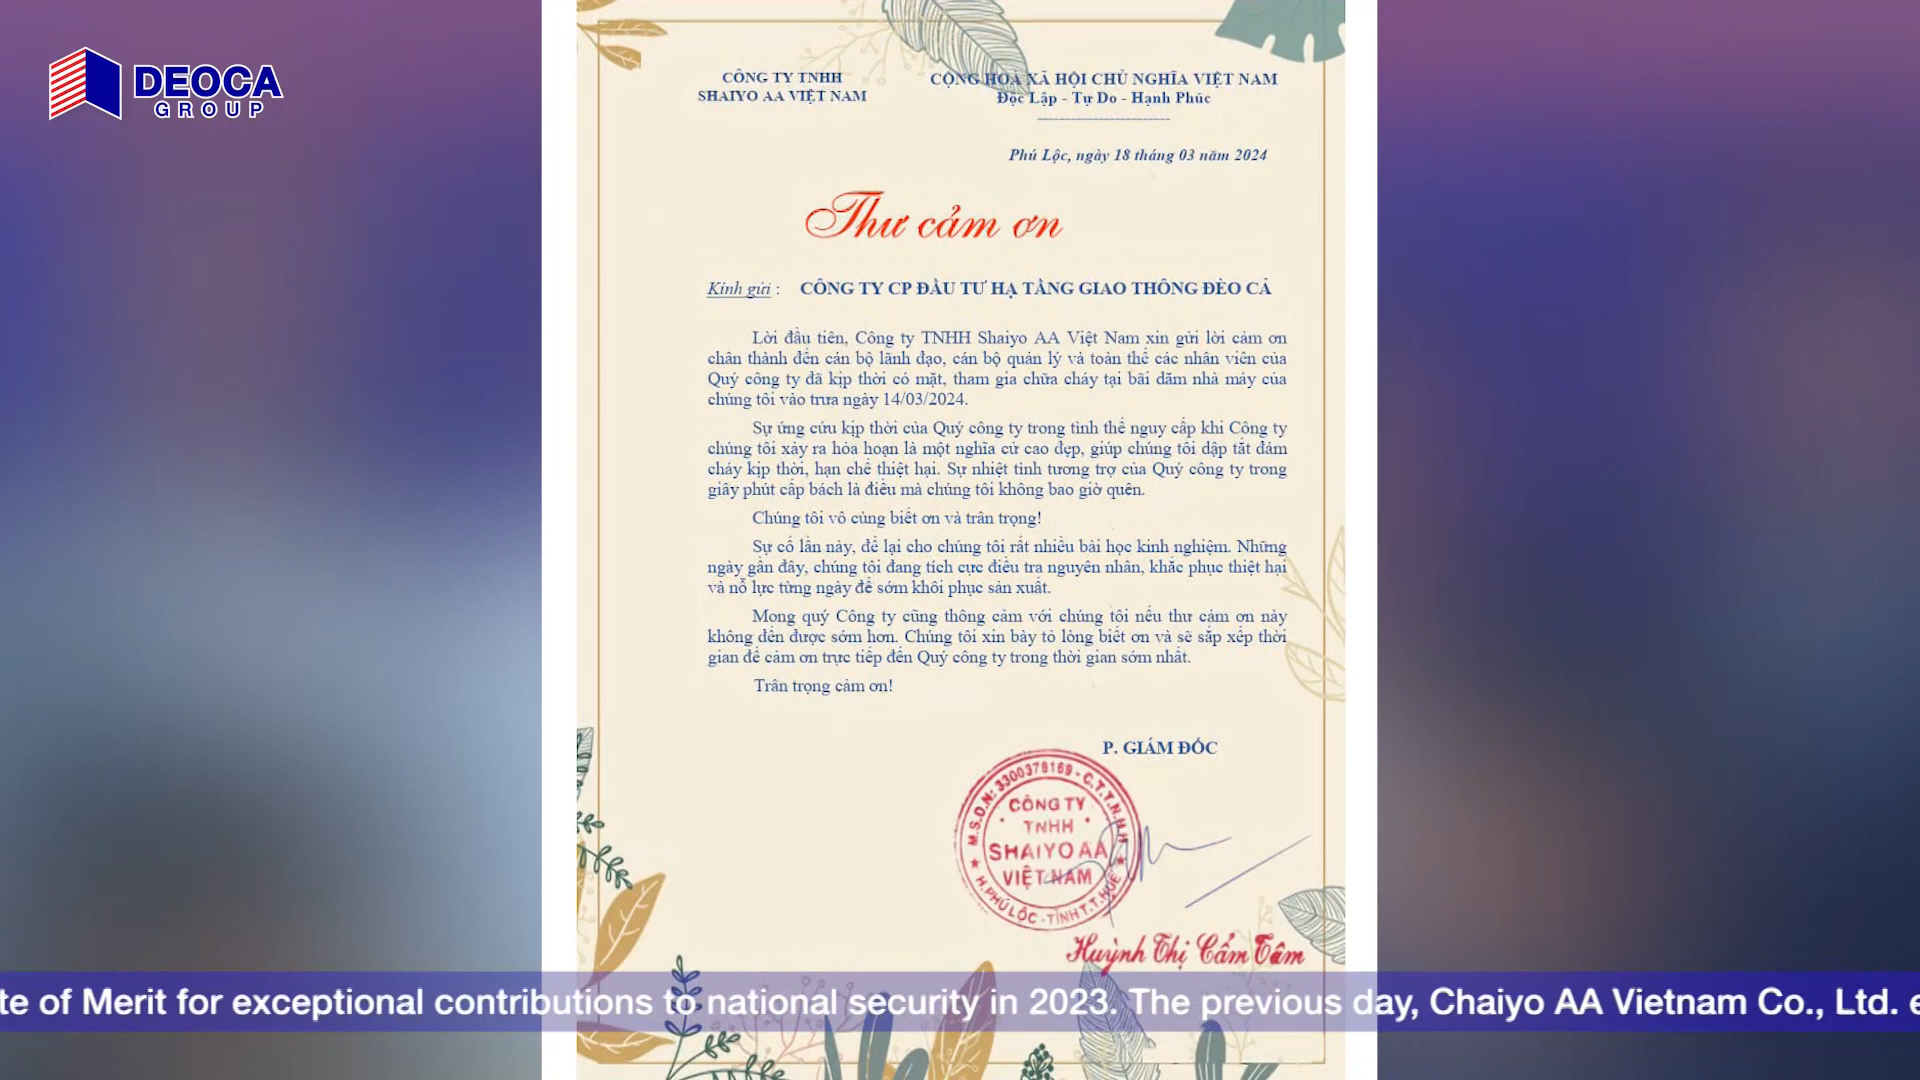 DEOCA
GROUP
CÔNG TY TNHH
SHAIYO AA VIỆT NAM
CỘNG HOÀ XÃ HỘI CHỦ NGHĨA VIỆT NAM
Độc Lập - Tự Do - Hạnh Phúc
Phú Lộc, ngày 18 tháng 03 năm 2024
Thư cảm ơn
Kính gửi : CÔNG TY CP ĐẦU TƯ HẠ TẦNG GIAO THÔNG ĐÈO CẢ
Lời đầu tiên, Công ty TNHH Shaiyo AA Việt Nam xin gửi lời cảm ơn
chân thành đến cán bộ lãnh đạo, cán bộ quản lý và toàn thể các nhân viên của
Quý công ty đã kịp thời có mặt, tham gia chữa cháy tại bãi dăm nhà máy của
chúng tôi vào trưa ngày 14/03/2024.
Sự ứng cứu kịp thời của Quý công ty trong tình thế nguy cấp khi Công ty
chúng tôi xảy ra hỏa hoạn là một nghĩa cử cao đẹp, giúp chúng tôi dập tắt đám
cháy kịp thời, hạn chế thiệt hại. Sự nhiệt tình tương trợ của Quý công ty trong
giây phút cấp bách là điều mà chúng tôi không bao giờ quên.
Chúng tôi vô cùng biết ơn và trân trọng!
Sự cố lần này, để lại cho chúng tôi rất nhiều bài học kinh nghiệm. Những
ngày gần đây, chúng tôi đang tích cực điều tra nguyên nhân, khắc phục thiệt hại
và nỗ lực từng ngày để sớm khôi phục sản xuất.
Mong quý Công ty cũng thông cảm với chúng tôi nếu thư cảm ơn này
không đến được sớm hơn. Chúng tôi xin bày tỏ lòng biết ơn và sẽ sắp xếp thời
gian để cảm ơn trực tiếp đến Quý công ty trong thời gian sớm nhất.
Trân trọng cảm ơn!
P. GIÁM ĐỐC
M.S.D.N: 3300378169 - C.T.T.N.H.H
CÔNG TY
TNHH
SHAIYO AA
VIỆT NAM
H. PHÚ LỘC - TỈNH T.T. HUẾ
Huỳnh Thị Cẩm Tâm
te of Merit for exceptional contributions to national security in 2023. The previous day, Chaiyo AA Vietnam Co., Ltd. e